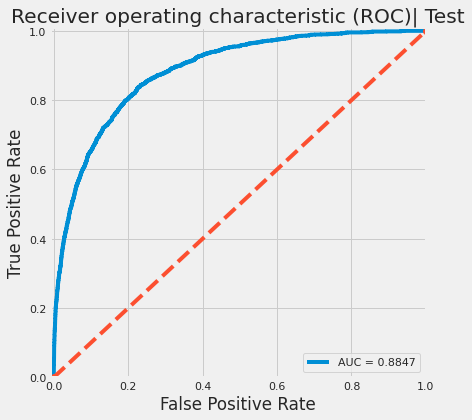 Receiver operating characteristic (ROC)| Test
1.0
0.8
0.6
0.4
0.2
0.0
True Positive Rate
AUC = 0.8847
0.0 0.2 0.4 0.6 0.8 1.0
False Positive Rate